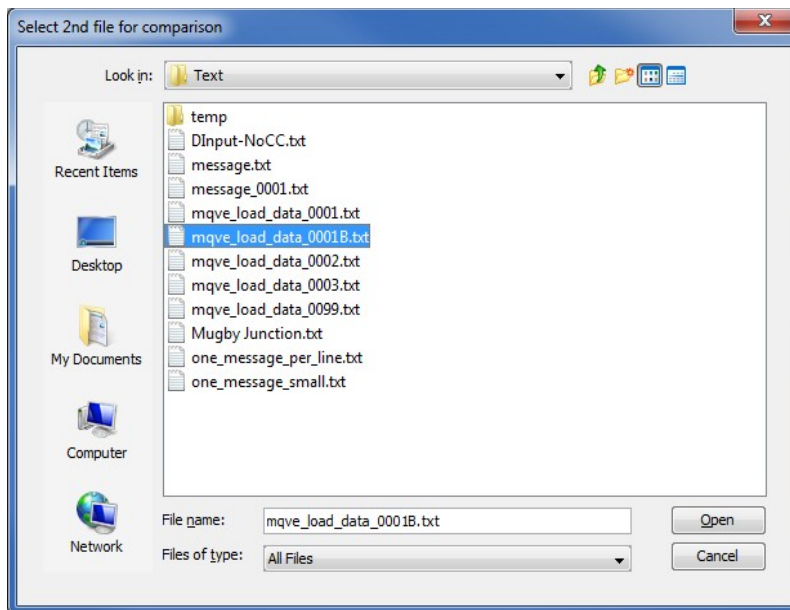 Select 2nd file for comparison
Look in:
Text
Recent Items
Desktop
My Documents
Computer
Network
temp
DInput-NoCC.txt
message.txt
message_0001.txt
mqve_load_data_0001.txt
mqve_load_data_0001B.txt
mqve_load_data_0002.txt
mqve_load_data_0003.txt
mqve_load_data_0099.txt
Mugby Junction.txt
one_message_per_line.txt
one_message_small.txt
File name: mqve_load_data_0001B.txt Open
Files of type: All Files Cancel